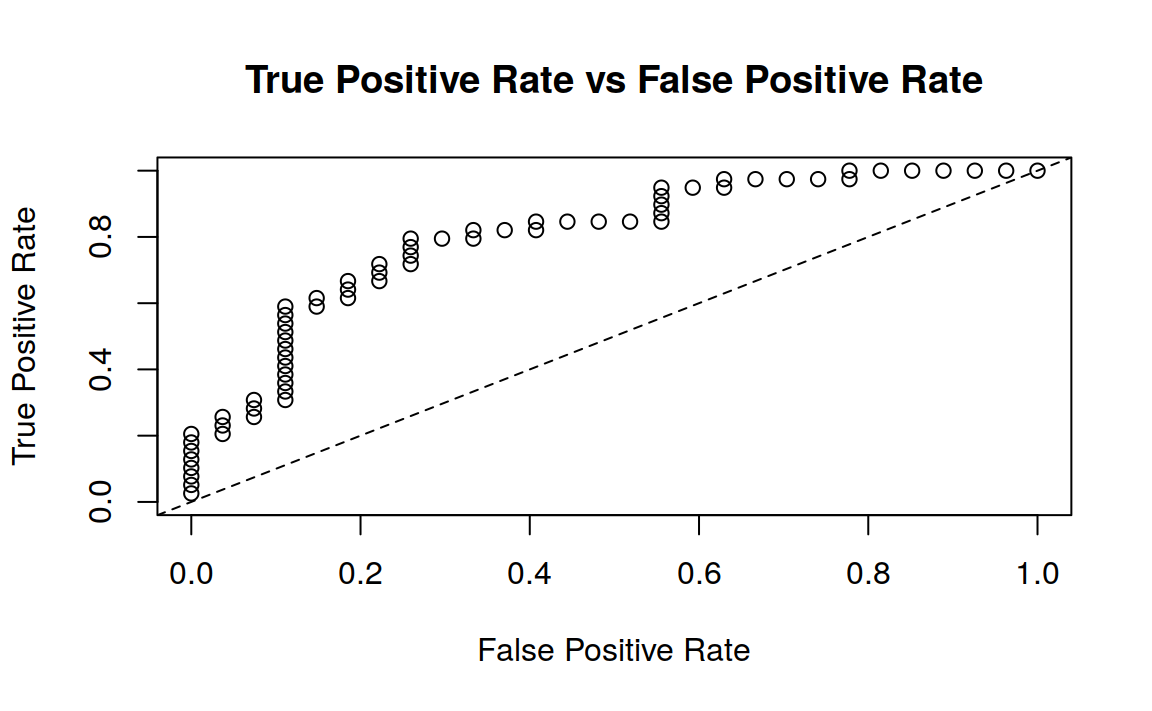 True Positive Rate vs False Positive Rate
True Positive Rate
0.8
0.4
0.0
0.0 0.2 0.4 0.6 0.8 1.0
False Positive Rate